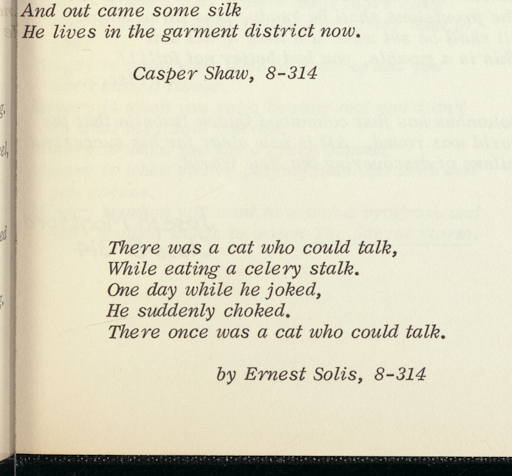 And out came some silk
He lives in the garment district now.
Casper Shaw, 8-314
There was a cat who could talk,
While eating a celery stalk.
One day while he joked,
He suddenly choked.
There once was a cat who could talk.
by Ernest Solis, 8-314